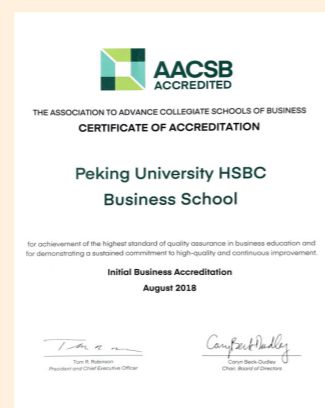 AACSB
ACCREDITED
THE ASSOCIATION TO ADVANCE COLLEGIATE SCHOOLS OF BUSINESS
CERTIFICATE OF ACCREDITATION
Peking University HSBC
Business School
for achievement of the highest standard of quality assurance in business education and
for demonstrating a sustained commitment to high-quality and continuous improvement.
Initial Business Accreditation
August 2018
Tom R. Robinson
President and Chief Executive Officer
Caryn Beck-Dudley
Caryn Beck-Dudley
Chair, Board of Directors